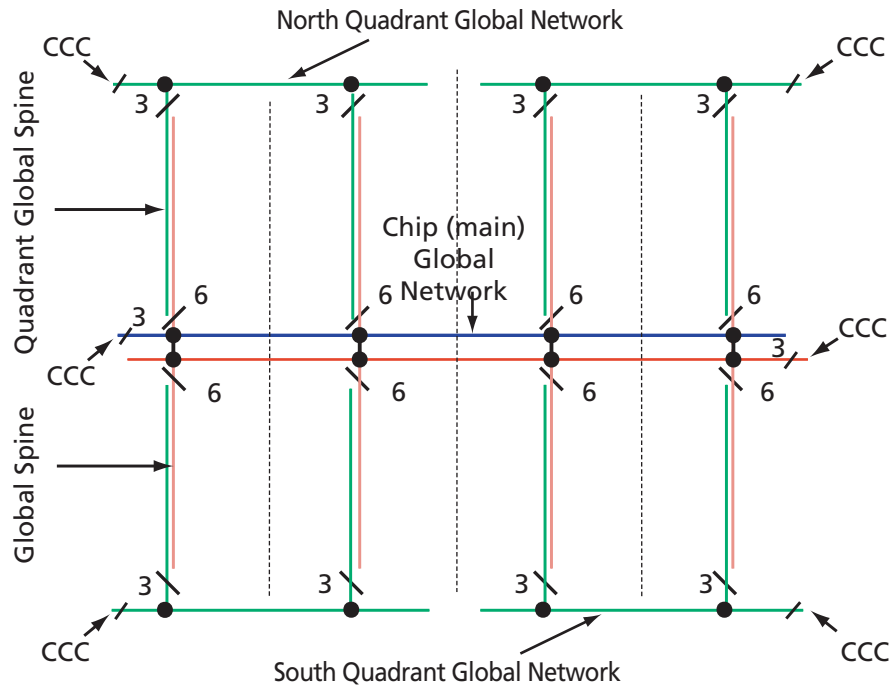 North Quadrant Global Network
CCC
CCC
3
3
3
3
Quadrant Global Spine
Chip (main)
Global
Network
6
6
6
6
3
CCC
3
CCC
6
6
6
6
Global Spine
3
3
3
3
CCC
CCC
South Quadrant Global Network